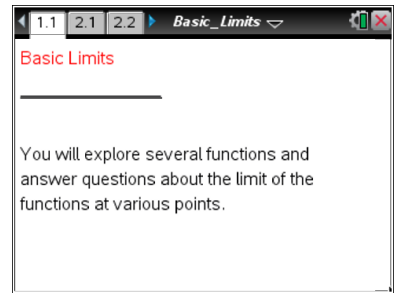 1.1 2.1 2.2 Basic_Limits
Basic Limits
You will explore several functions and
answer questions about the limit of the
functions at various points.